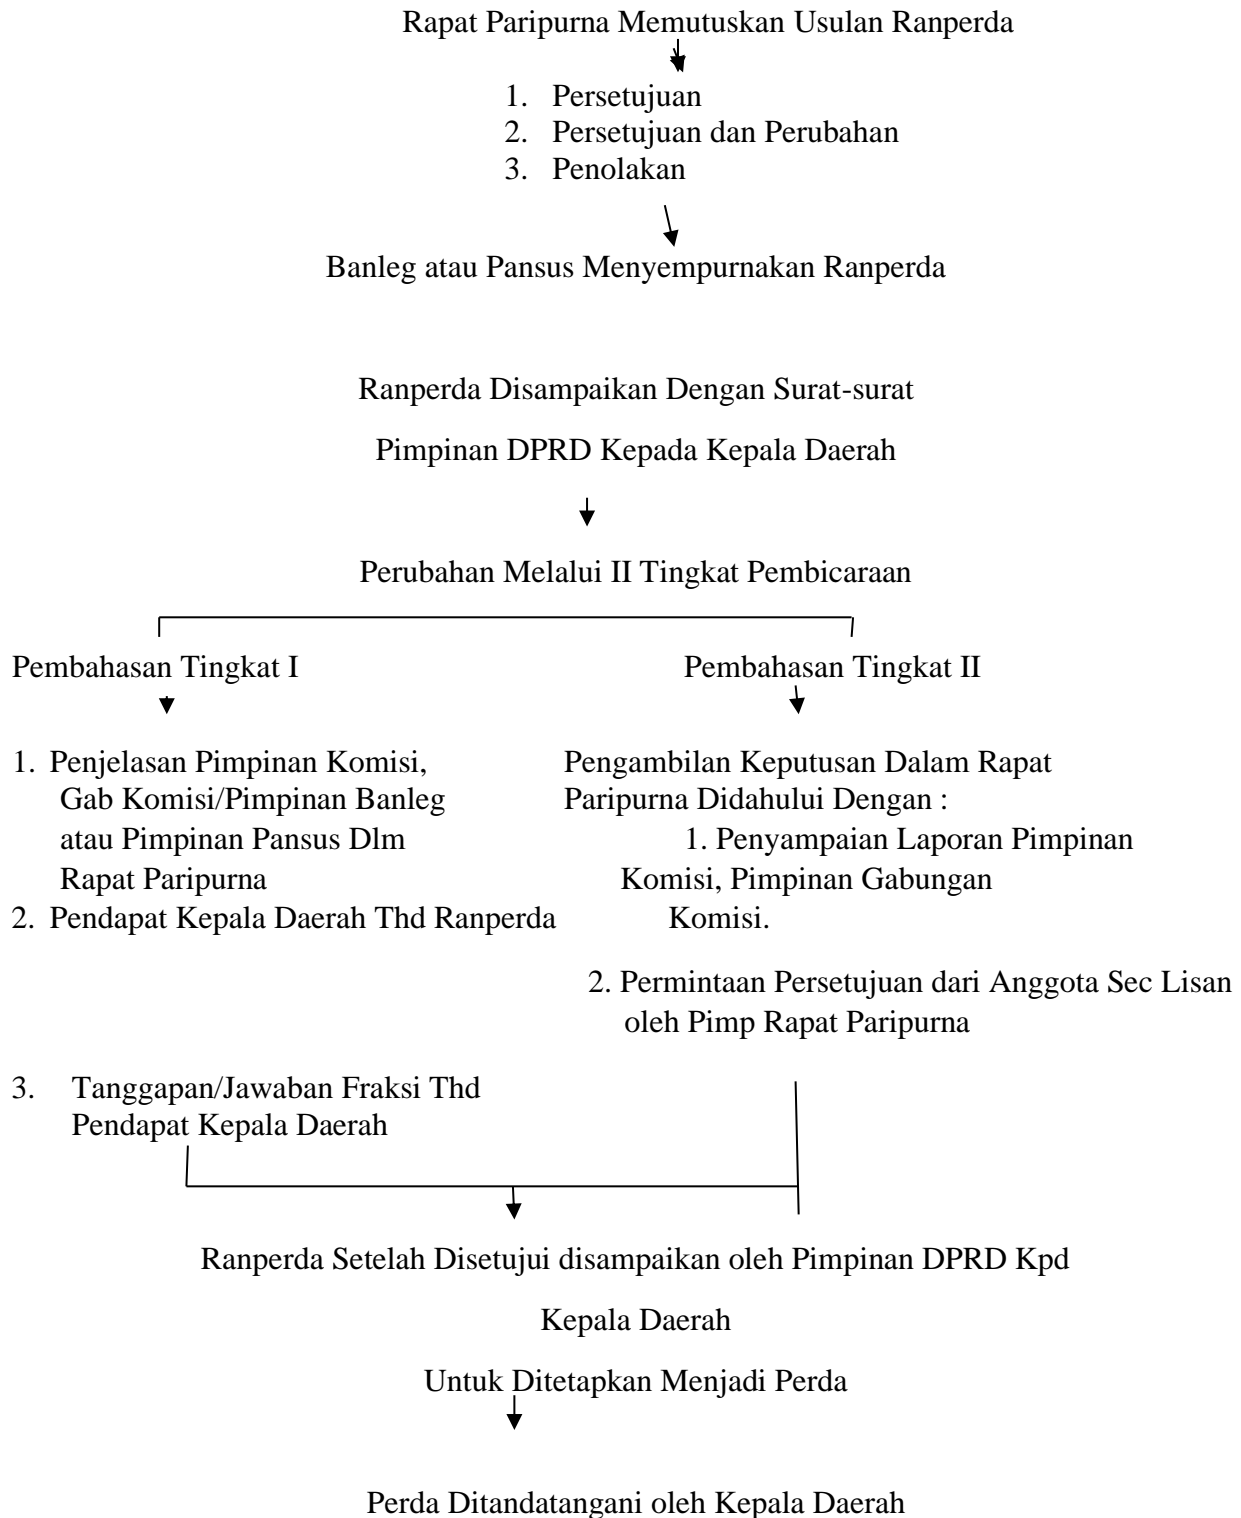 Rapat Paripurna Memutuskan Usulan Ranperda
1. Persetujuan
2. Persetujuan dan Perubahan
3. Penolakan
Banleg atau Pansus Menyempurnakan Ranperda
Ranperda Disampaikan Dengan Surat-surat
Pimpinan DPRD Kepada Kepala Daerah
Perubahan Melalui II Tingkat Pembicaraan
Pembahasan Tingkat I
1. Penjelasan Pimpinan Komisi,
Gab Komisi/Pimpinan Banleg
atau Pimpinan Pansus Dlm
Rapat Paripurna
2. Pendapat Kepala Daerah Thd Ranperda
3. Tanggapan/Jawaban Fraksi Thd
Pendapat Kepala Daerah
Pembahasan Tingkat II
Pengambilan Keputusan Dalam Rapat
Paripurna Didahului Dengan :
1. Penyampaian Laporan Pimpinan
Komisi, Pimpinan Gabungan
Komisi.
2. Permintaan Persetujuan dari Anggota Sec Lisan
oleh Pimp Rapat Paripurna
Ranperda Setelah Disetujui disampaikan oleh Pimpinan DPRD Kpd
Kepala Daerah
Untuk Ditetapkan Menjadi Perda
Perda Ditandatangani oleh Kepala Daerah